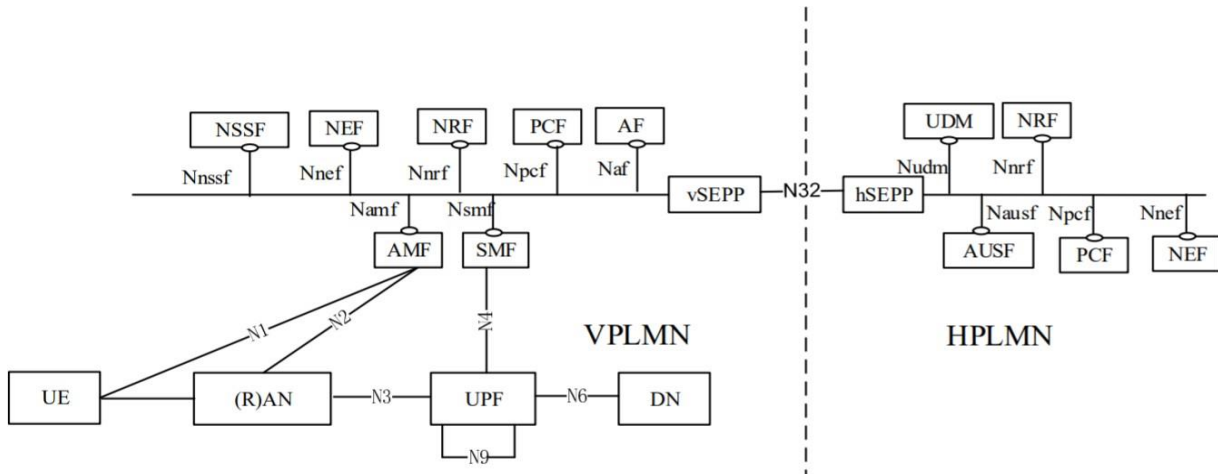 NSSF
NEF
NRF
PCF
AF
UDM
NRF
Nnssf
Nnef
Nnrf
Npcf
Naf
Nudm
Nnrf
vSEPP
N32
hSEPP
Namf
Nsmf
Nausf
Npcf
Nnef
AMF
SMF
AUSF
PCF
NEF
N1
N2
N4
VPLMN
HPLMN
UE
(R)AN
N3
UPF
N6
DN
N9